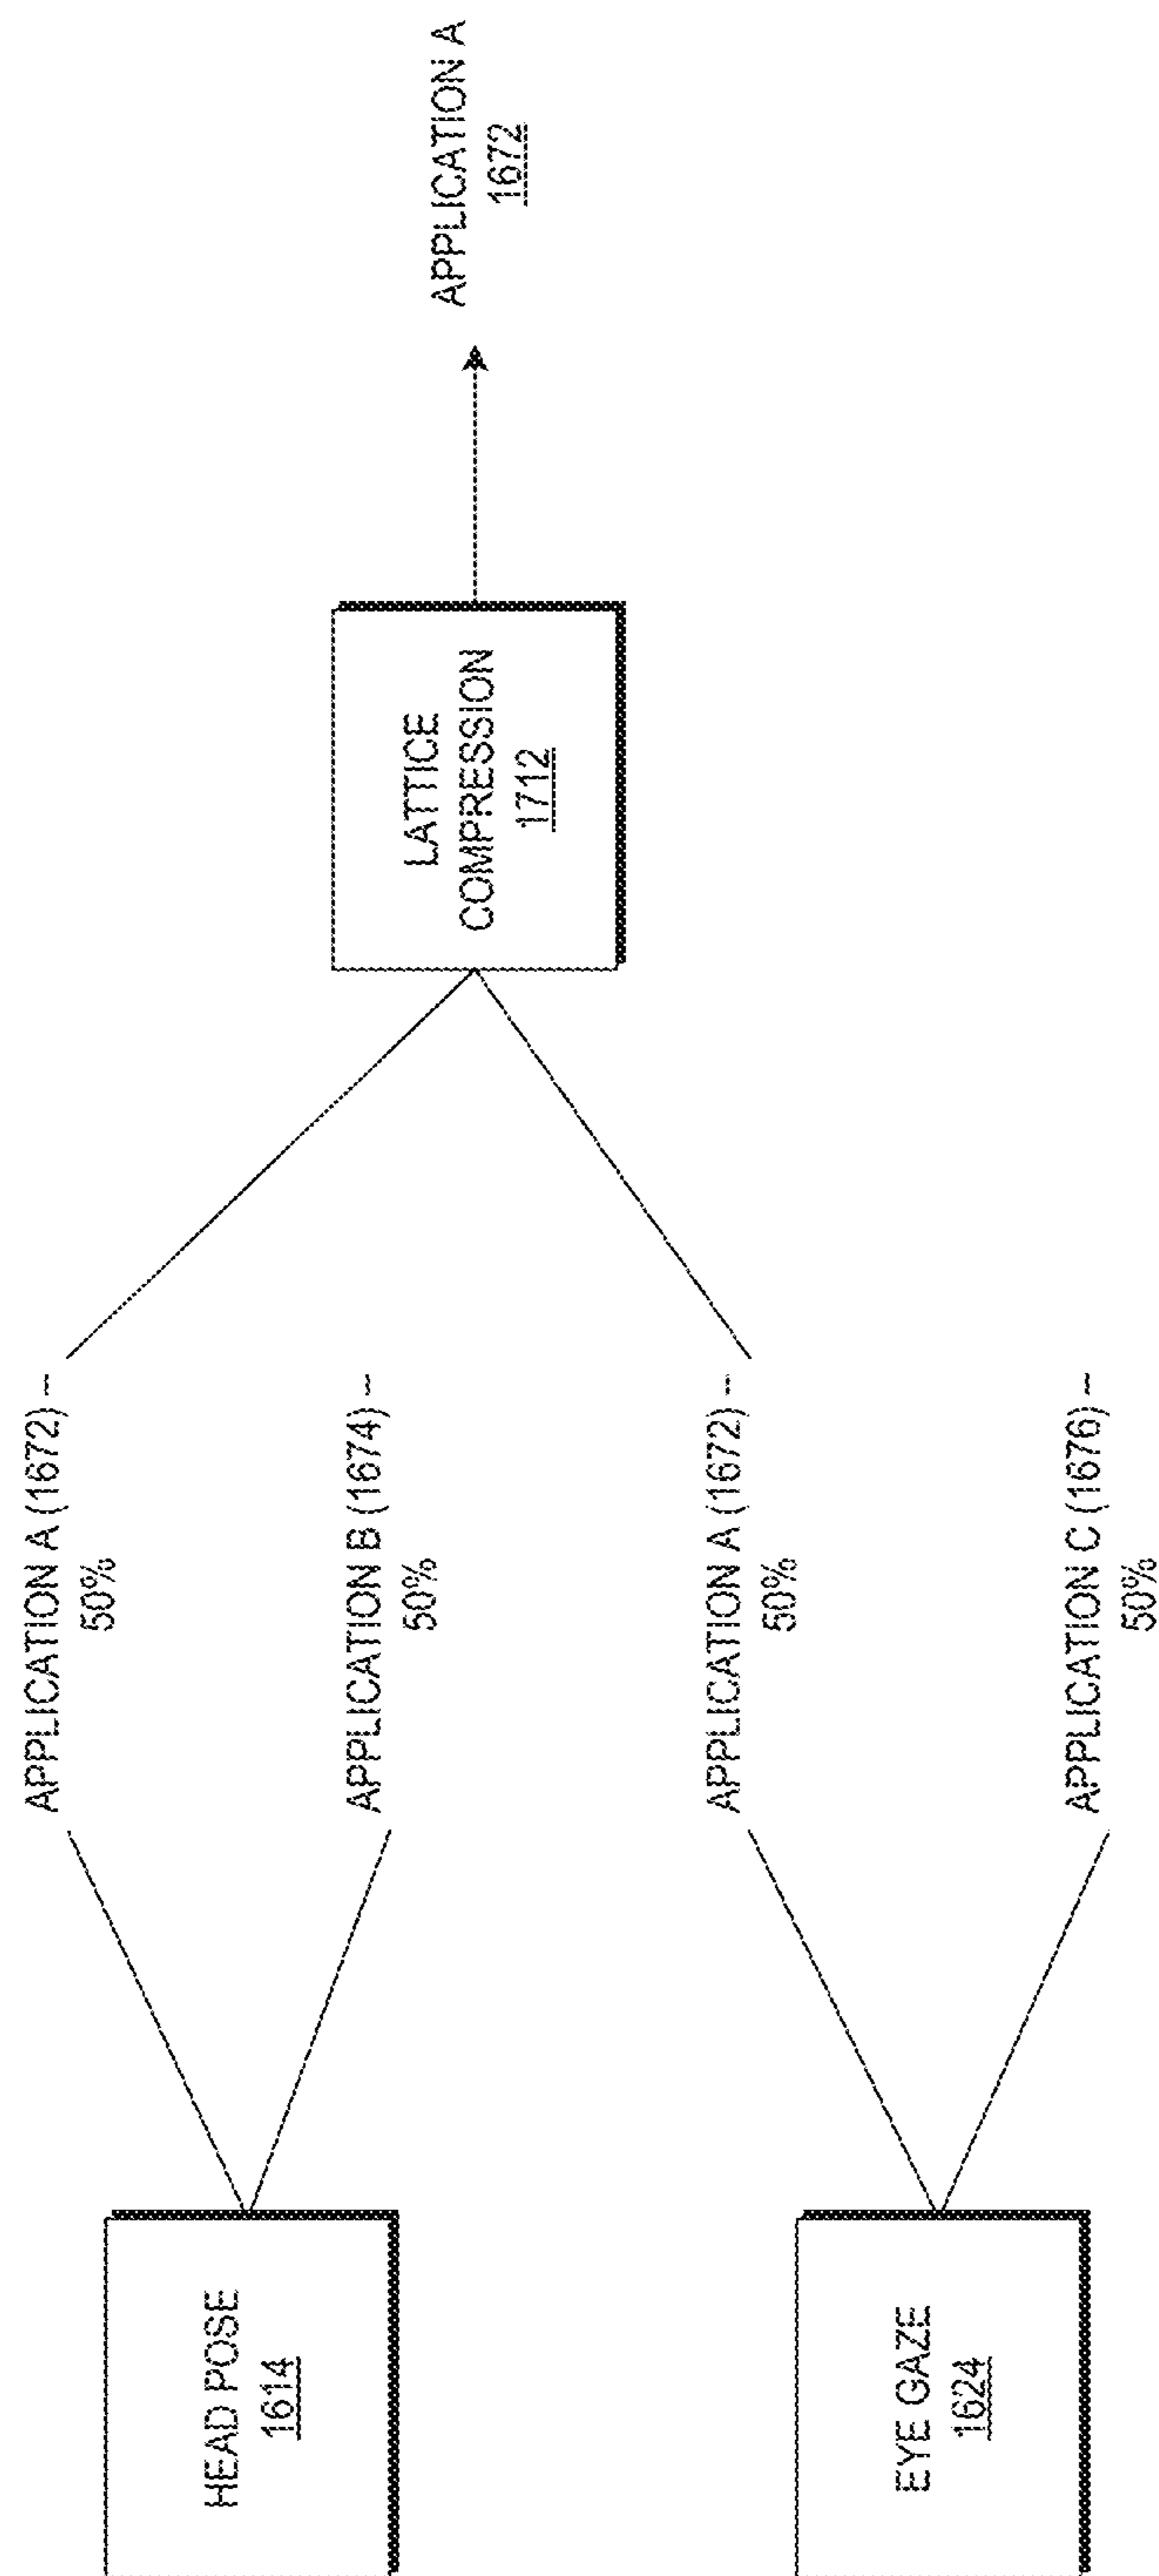 HEAD POSE
1614
APPLICATION A (1672) --
50%
APPLICATION B (1674) --
50%
EYE GAZE
1624
APPLICATION A (1672) --
50%
APPLICATION C (1676) --
50%
LATTICE
COMPRESSION
1712
APPLICATION A
1672